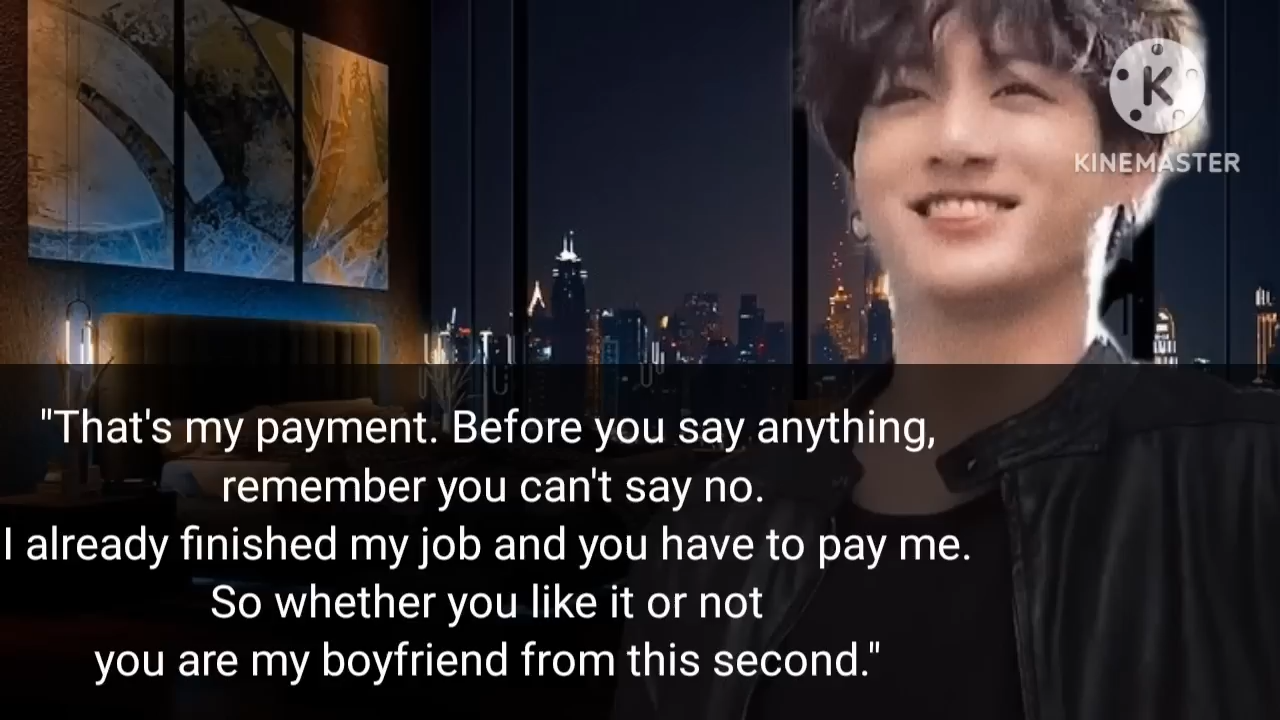 KINEMASTER
"That's my payment. Before you say anything,
remember you can't say no.
I already finished my job and you have to pay me.
So whether you like it or not
you are my boyfriend from this second."